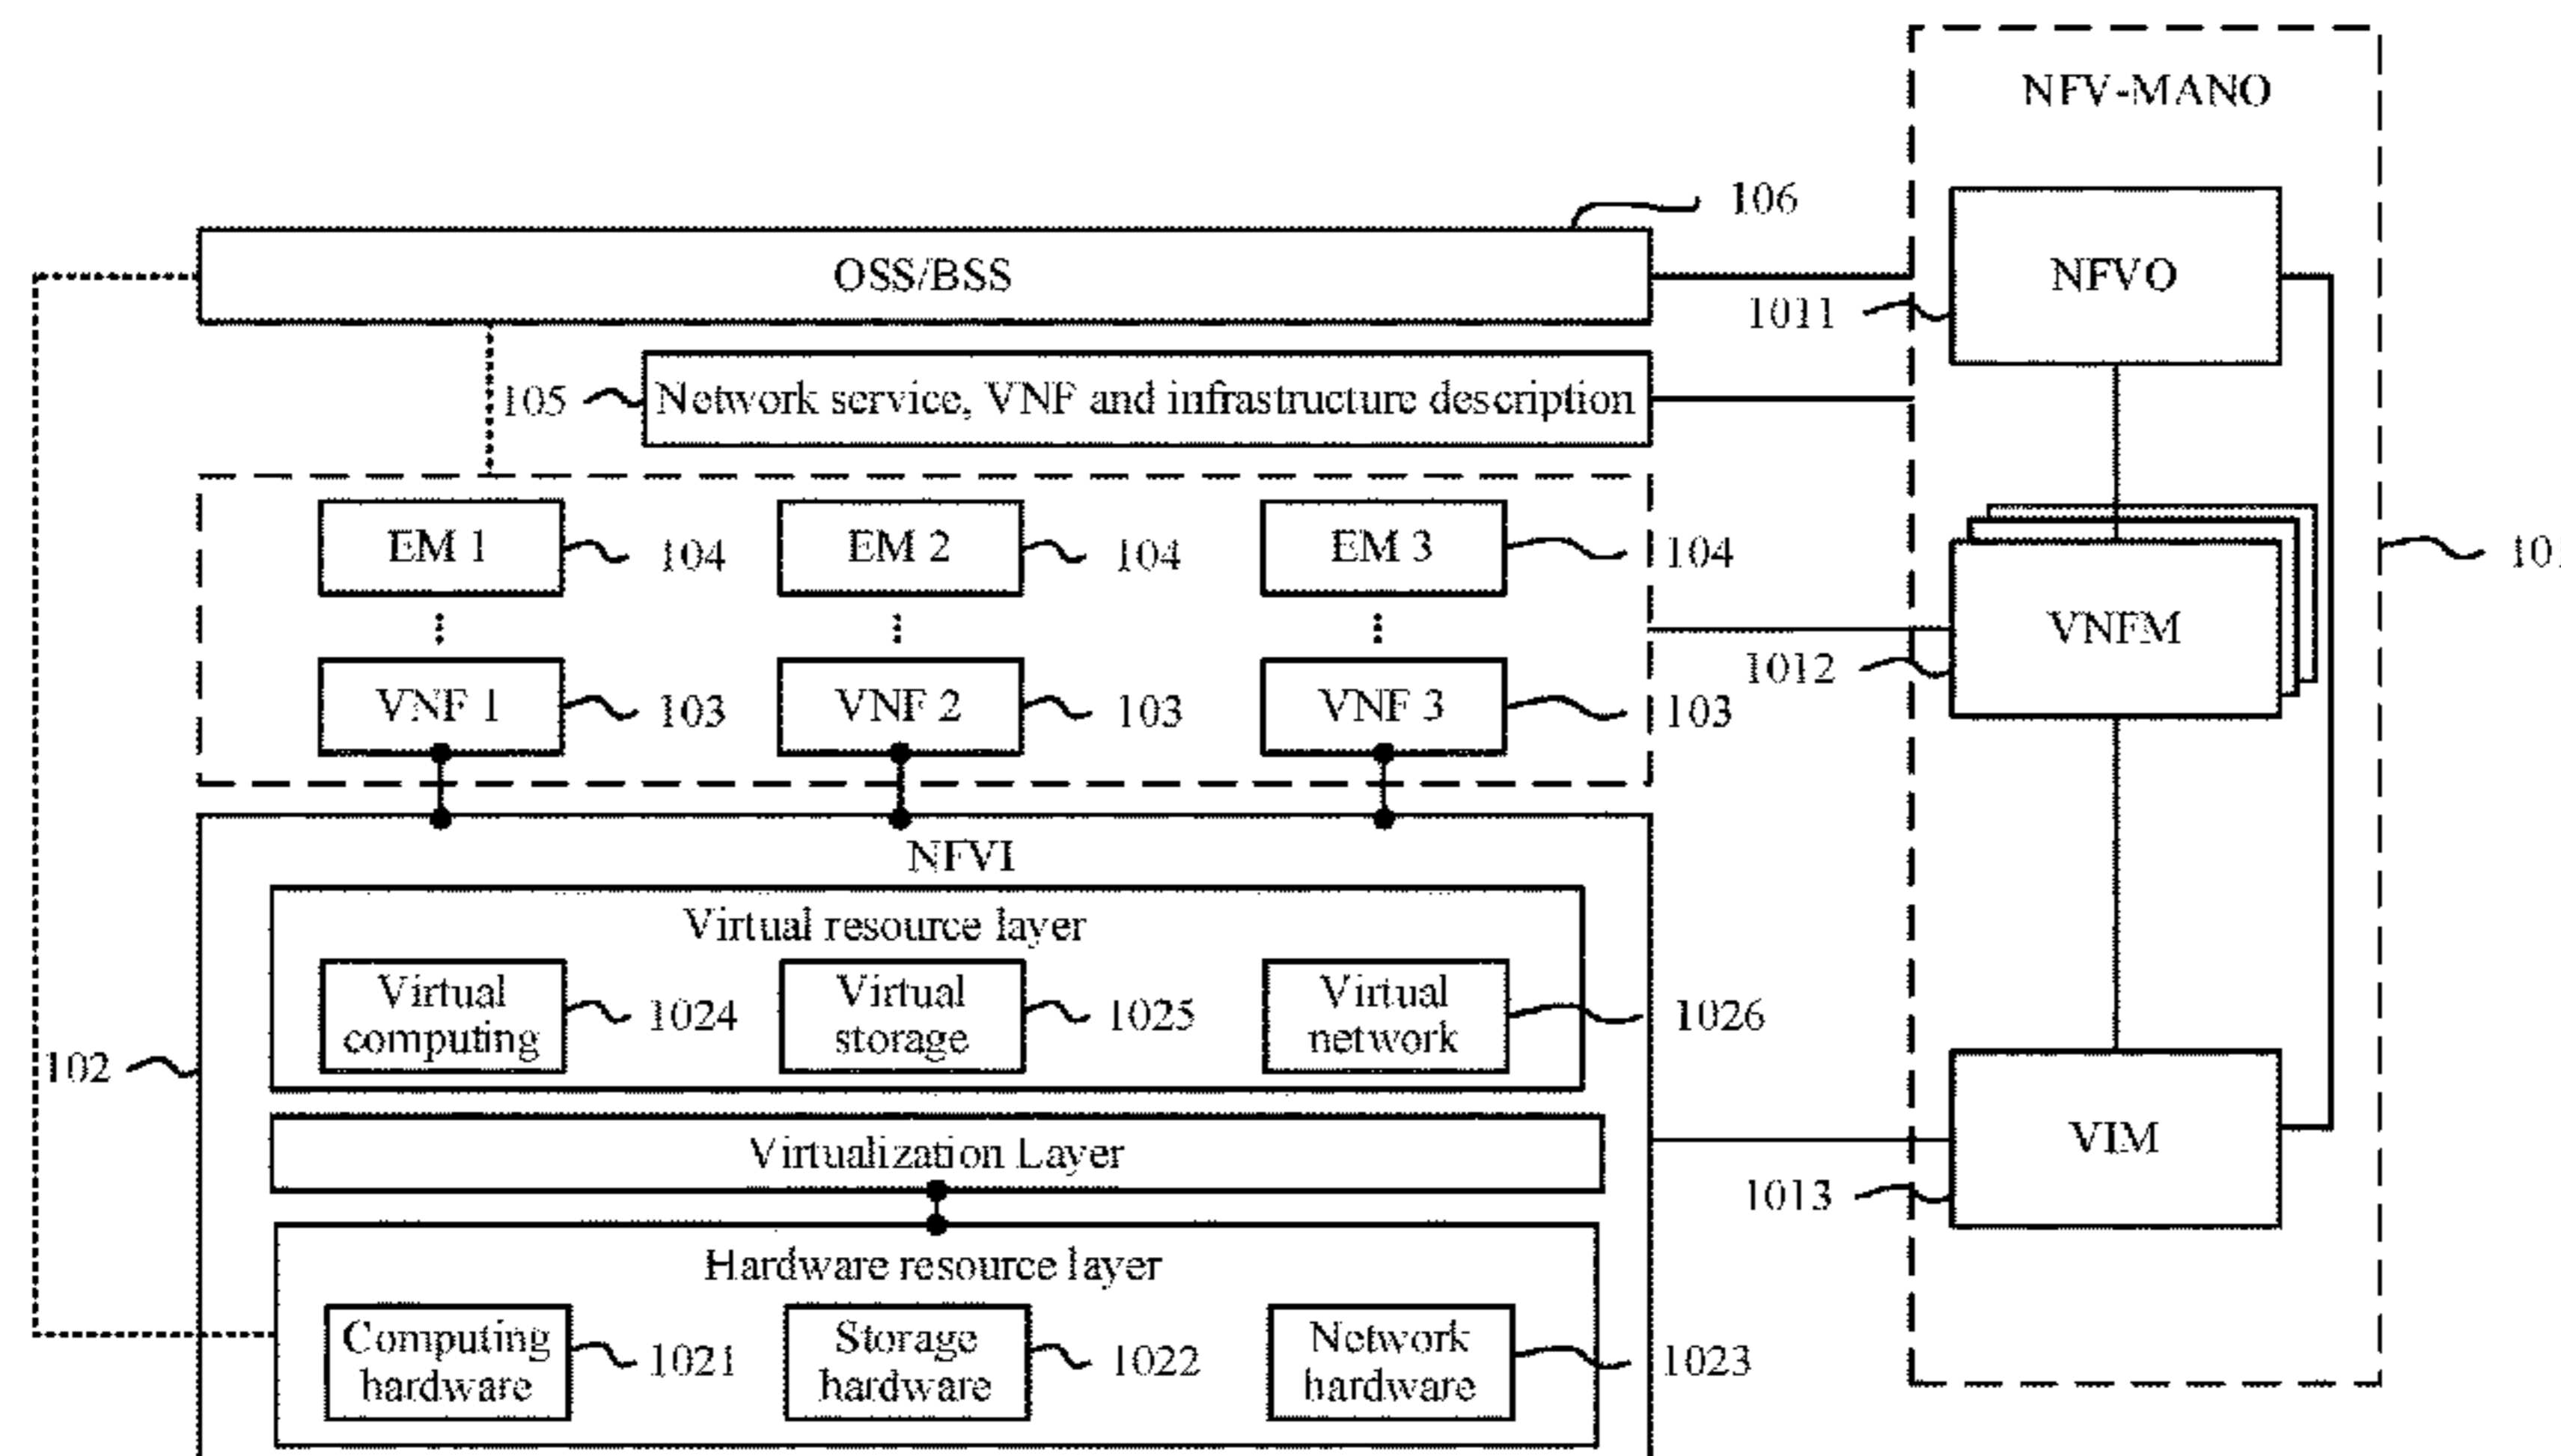 NFV-MANO
106
OSS/BSS
NFVO
1011
105
Network service, VNF and infrastructure description
EM 1
104
EM 2
104
EM 3
104
VNFM
1012
VNF 1
103
VNF 2
103
VNF 3
103
NFVI
Virtual resource layer
Virtual
computing
1024
Virtual
storage
1025
Virtual
network
1026
102
VIM
1013
Virtualization Layer
Hardware resource layer
Computing
hardware
1021
Storage
hardware
1022
Network
hardware
1023